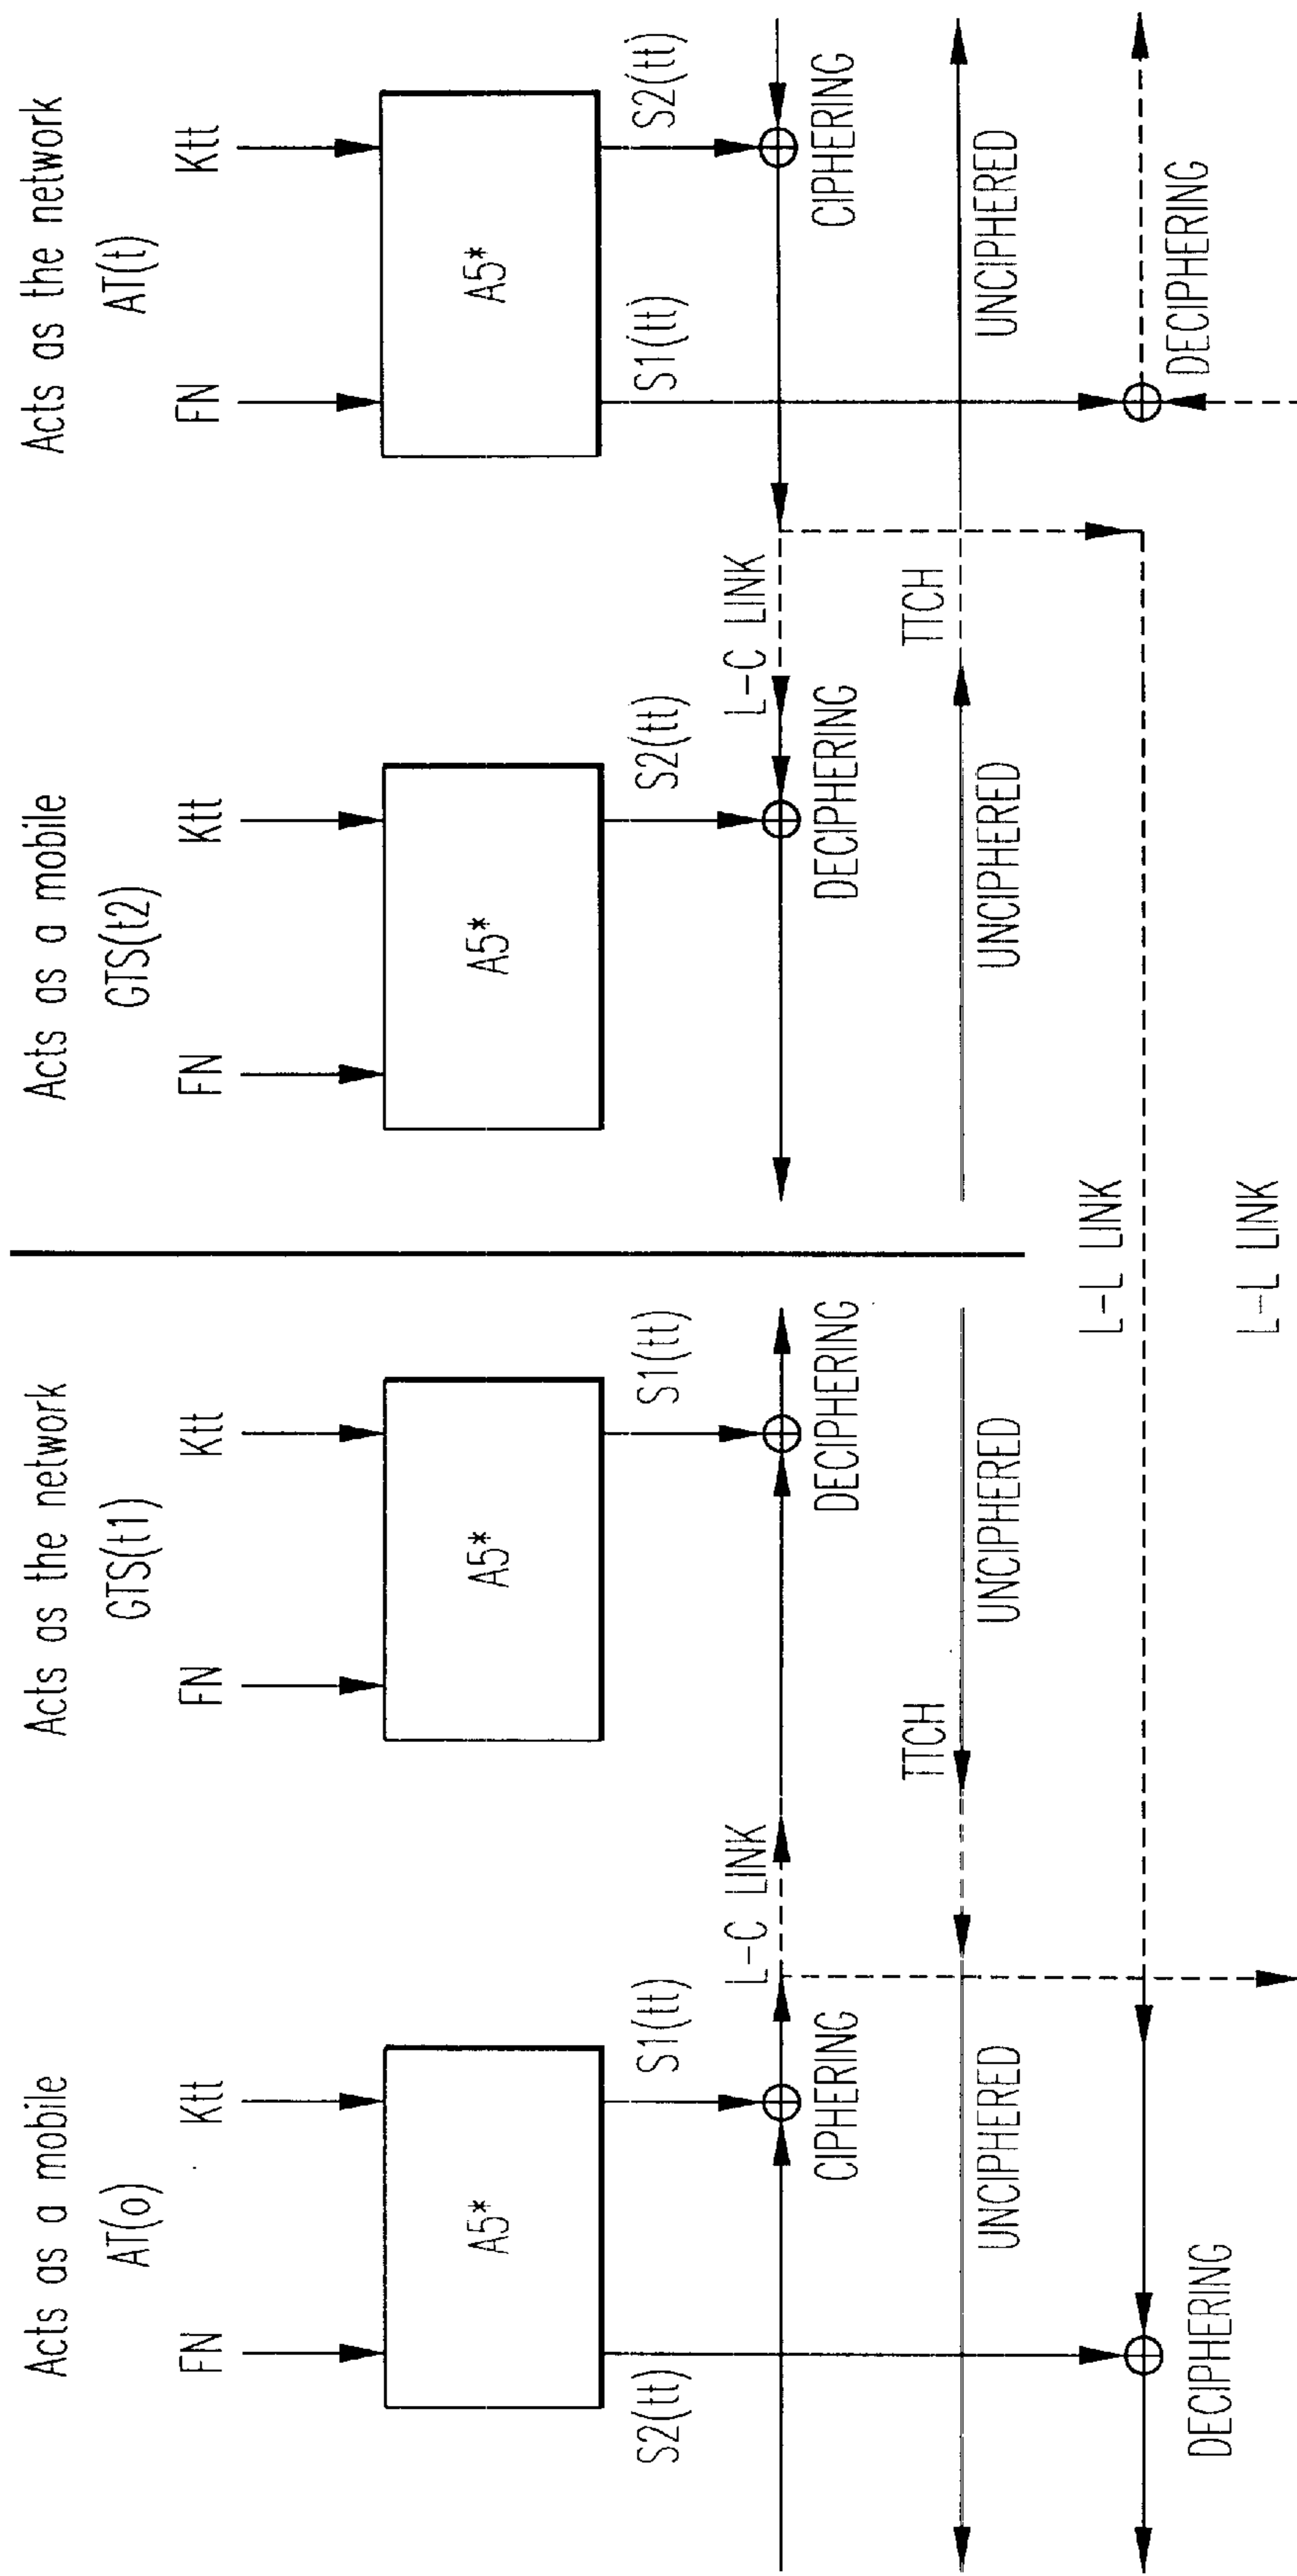 Acts as a mobile
AT(o)
FN
Ktt
A5*
S2(tt)
S1(tt)
CIPHERING
L-C LINK
UNCIPHERED
TTCH
DECIPHERING
Acts as the network
GTS(t1)
FN
Ktt
A5*
S1(tt)
DECIPHERING
UNCIPHERED
Acts as a mobile
GTS(t2)
FN
Ktt
A5*
S2(tt)
DECIPHERING
L-C LINK
UNCIPHERED
TTCH
Acts as the network
AT(t)
FN
Ktt
A5*
S1(tt)
S2(tt)
CIPHERING
UNCIPHERED
DECIPHERING
L-L LINK
L-L LINK